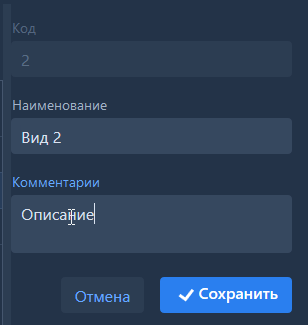 Код
2
Наименование
Вид 2
Комментарии
Описание
Отмена
Сохранить